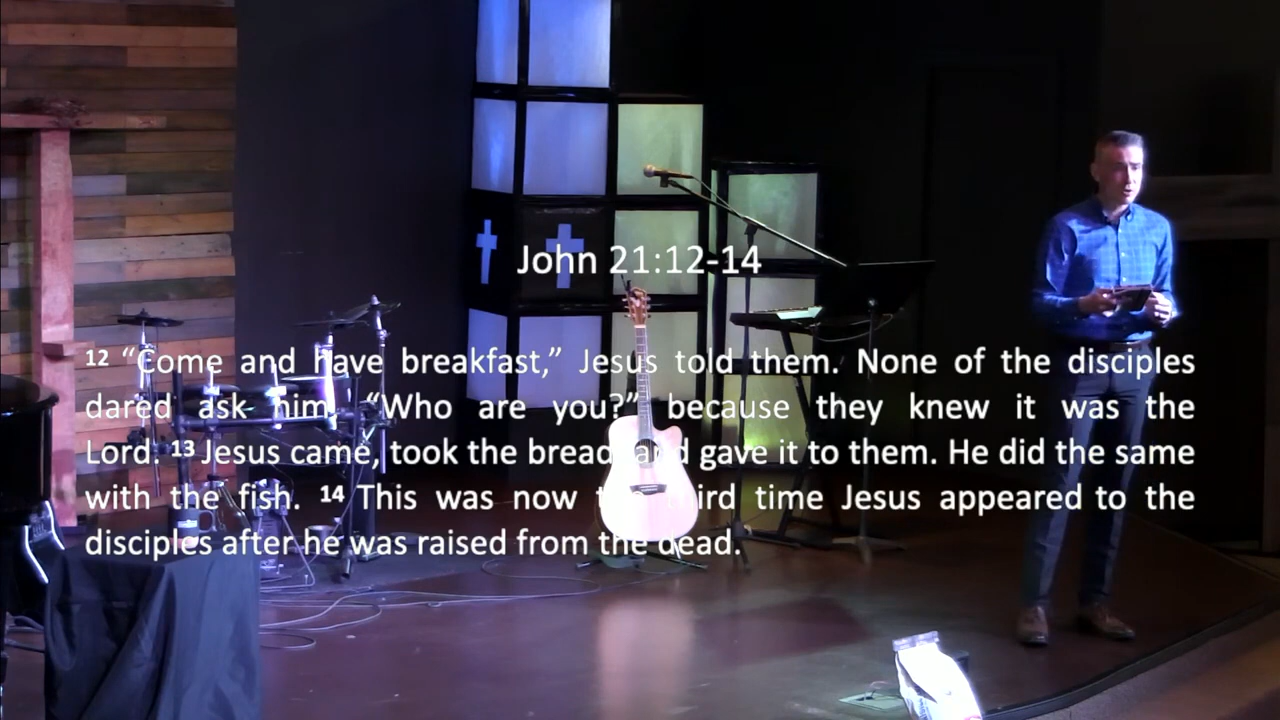 John 21:12-14
12 “Come and have breakfast,” Jesus told them. None of the disciples
dared ask him, “Who are you?” because they knew it was the
Lord. 13 Jesus came, took the bread, and gave it to them. He did the same
with the fish. 14 This was now the third time Jesus appeared to the
disciples after he was raised from the dead.